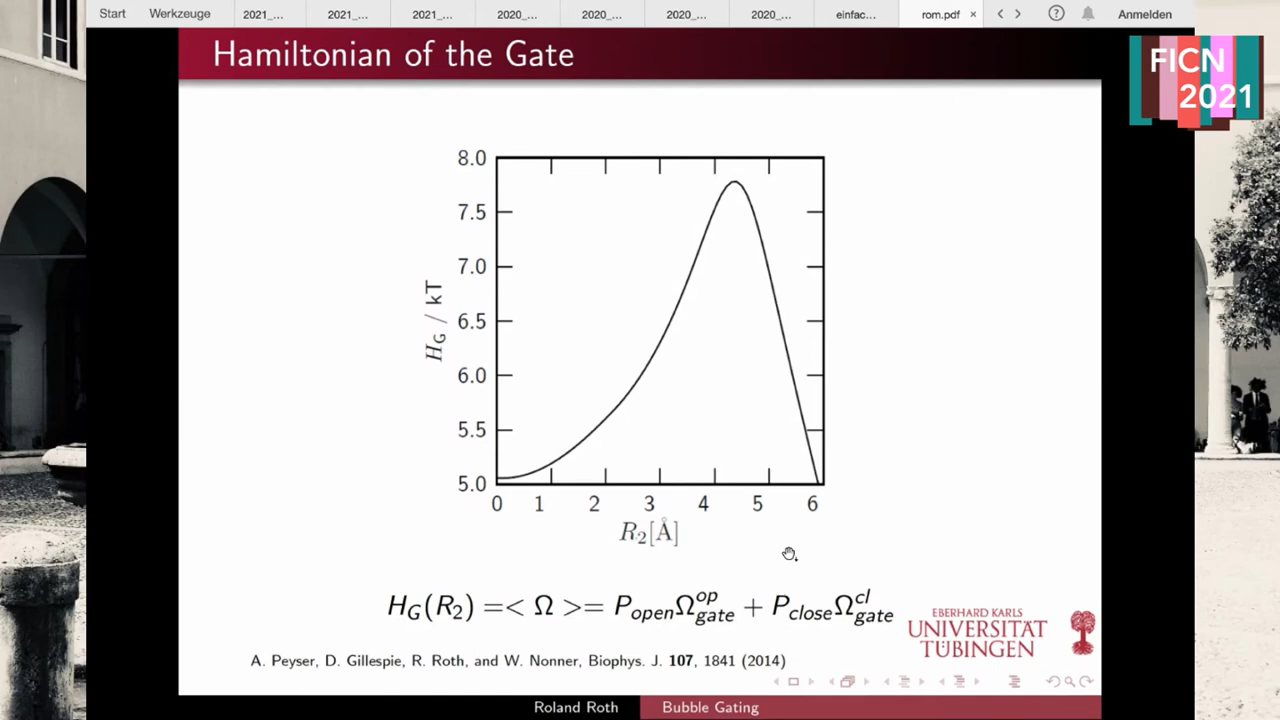 Start Werkzeuge 2021_... 2021_... 2021_... 2020_... 2020_... 2020_... 2020_... einfac... rom.pdf × ? Anmelden
Hamiltonian of the Gate
FICN
2021
8.0
7.5
7.0
6.5
6.0
5.5
5.0
H_G / kT
0 1 2 3 4 5 6
R₂[Å]
H_G(R₂) =< Ω >= P_open Ω^op_gate + P_close Ω^cl_gate
EBERHARD KARLS
UNIVERSITÄT
TÜBINGEN
A. Peyser, D. Gillespie, R. Roth, and W. Nonner, Biophys. J. 107, 1841 (2014)
Roland Roth Bubble Gating